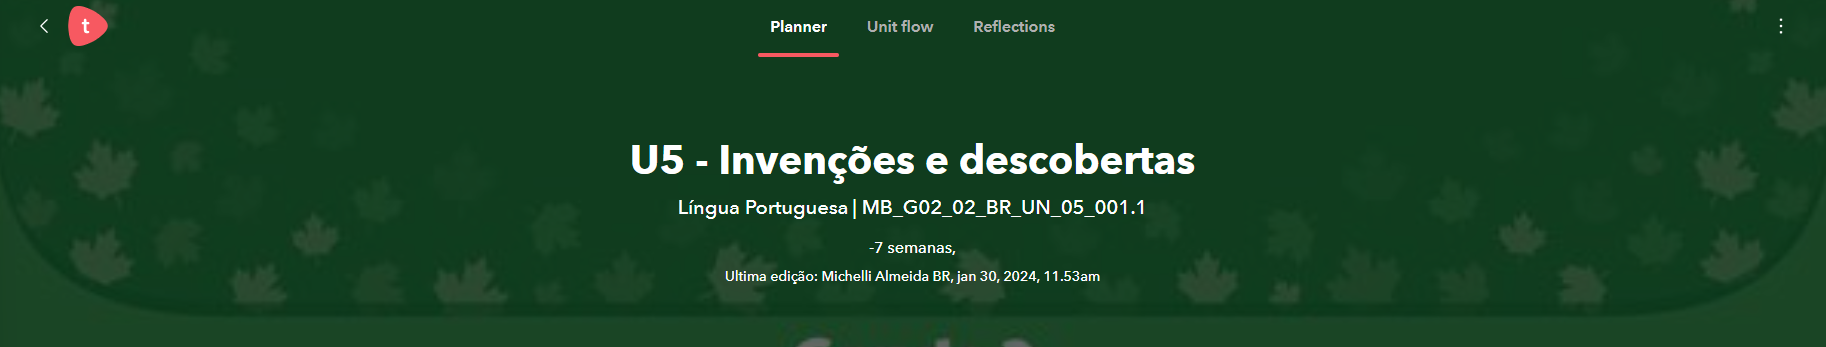 t
Planner Unit flow Reflections
U5 - Invenções e descobertas
Língua Portuguesa | MB_G02_02_BR_UN_05_001.1
-7 semanas,
Ultima edição: Michelli Almeida BR, jan 30, 2024, 11.53am